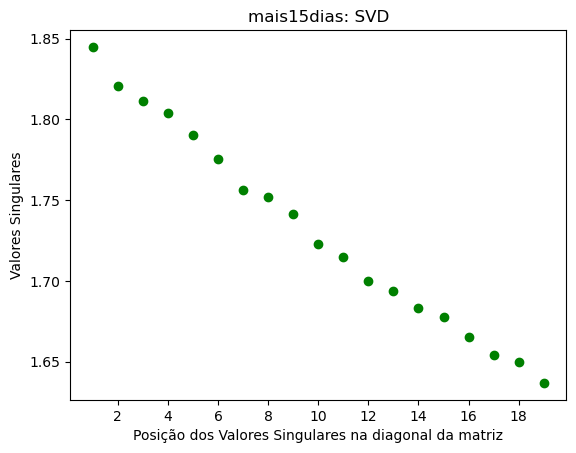 mais15dias: SVD
Valores Singulares
1.85
1.80
1.75
1.70
1.65
2 4 6 8 10 12 14 16 18
Posição dos Valores Singulares na diagonal da matriz